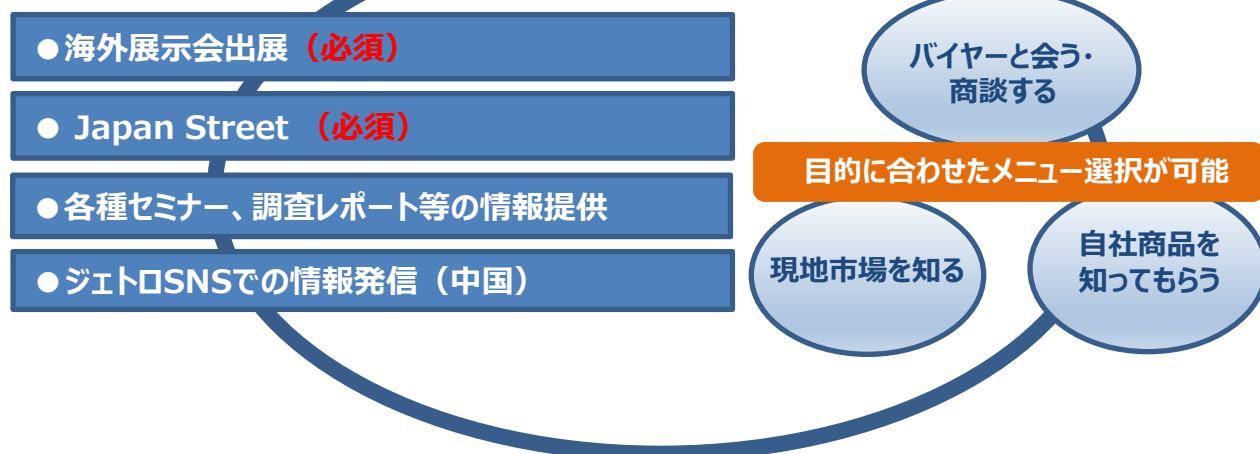 ●海外展示会出展（必須）
● Japan Street （必須）
●各種セミナー、調査レポート等の情報提供
●ジェトロSNSでの情報発信（中国）
バイヤーと会う・
商談する
目的に合わせたメニュー選択が可能
現地市場を知る
自社商品を
知ってもらう